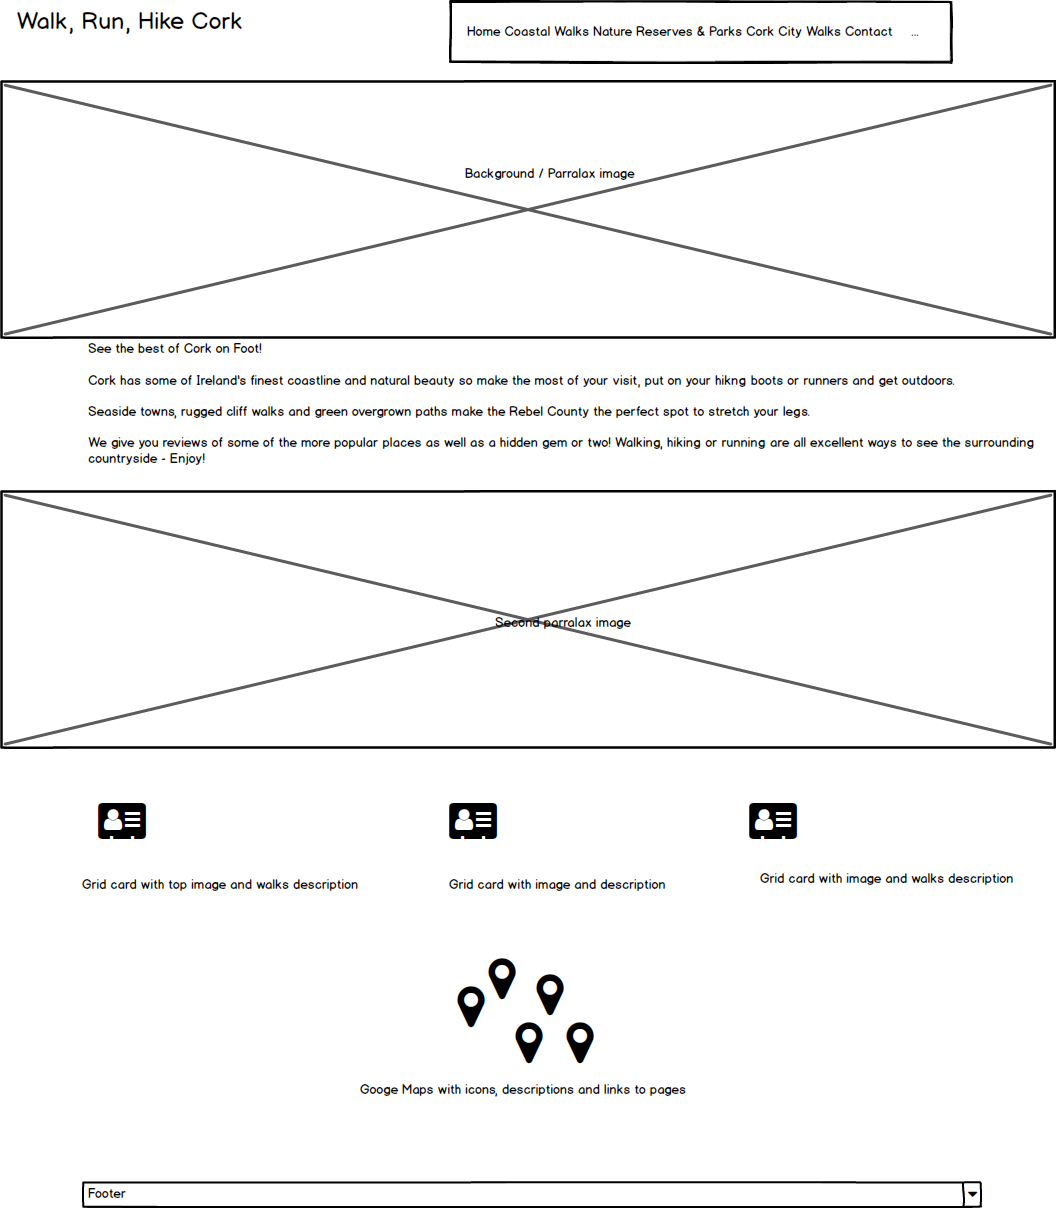 Walk, Run, Hike Cork
Home Coastal Walks Nature Reserves & Parks Cork City Walks Contact ...
Background / Parralax image
See the best of Cork on Foot!
Cork has some of Ireland's finest coastline and natural beauty so make the most of your visit, put on your hikng boots or runners and get outdoors.
Seaside towns, rugged cliff walks and green overgrown paths make the Rebel County the perfect spot to stretch your legs.
We give you reviews of some of the more popular places as well as a hidden gem or two! Walking, hiking or running are all excellent ways to see the surrounding
countryside - Enjoy!
Second parralax image
Grid card with top image and walks description
Grid card with image and description
Grid card with image and walks description
Googe Maps with icons, descriptions and links to pages
Footer